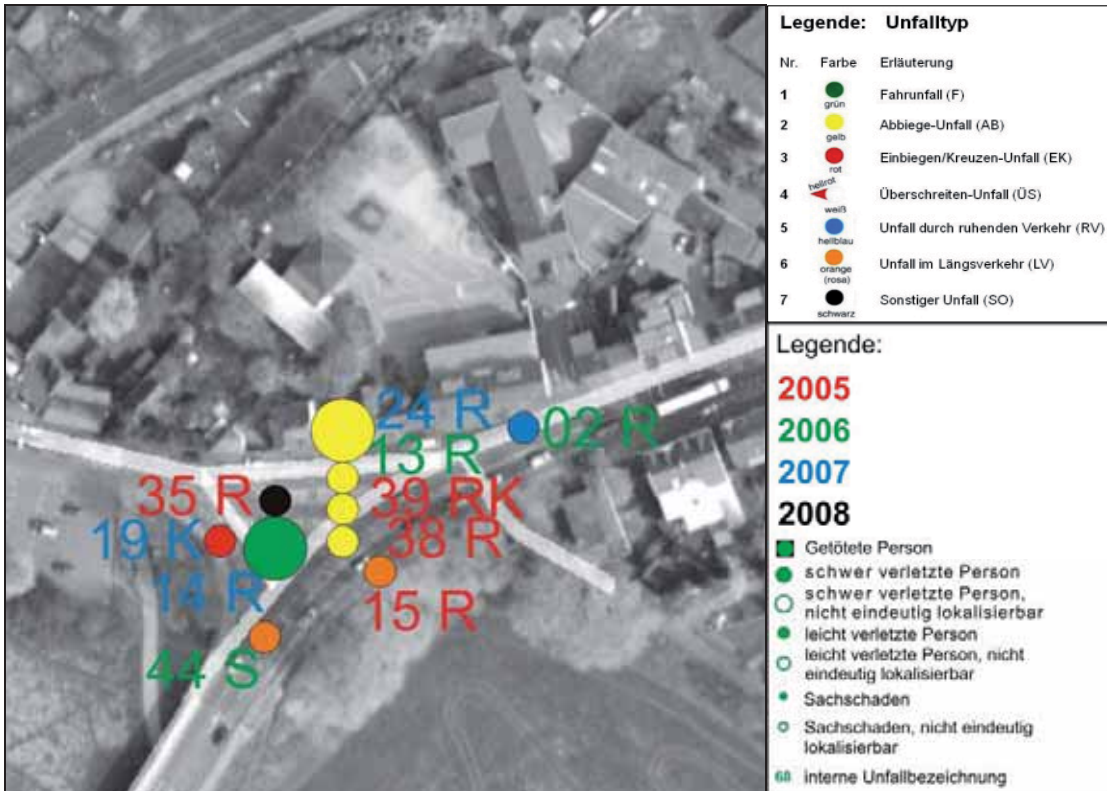 24 R
02 R
13 R
35 R
39 RK
19 K
38 R
14 R
15 R
44 S
Legende: Unfalltyp
Nr. Farbe Erläuterung
1 grün Fahrunfall (F)
2 gelb Abbiege-Unfall (AB)
3 rot Einbiegen/Kreuzen-Unfall (EK)
4 hellrot weiß Überschreiten-Unfall (ÜS)
5 hellblau Unfall durch ruhenden Verkehr (RV)
6 orange (rosa) Unfall im Längsverkehr (LV)
7 schwarz Sonstiger Unfall (SO)
Legende:
2005
2006
2007
2008
Getötete Person
schwer verletzte Person
schwer verletzte Person,
nicht eindeutig lokalisierbar
leicht verletzte Person
leicht verletzte Person, nicht
eindeutig lokalisierbar
Sachschaden
Sachschaden, nicht eindeutig
lokalisierbar
68 interne Unfallbezeichnung